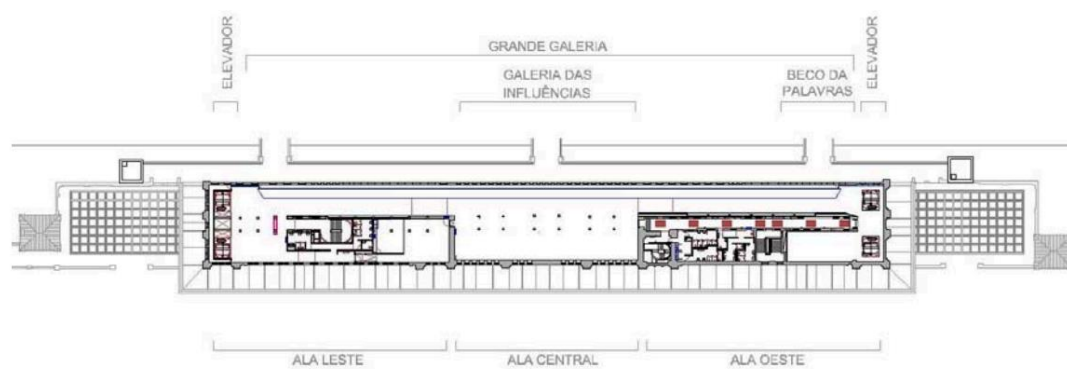 ELEVADOR
GRANDE GALERIA
GALERIA DAS
INFLUÊNCIAS
BECO DA
PALAVRAS
ELEVADOR
ALA LESTE
ALA CENTRAL
ALA OESTE